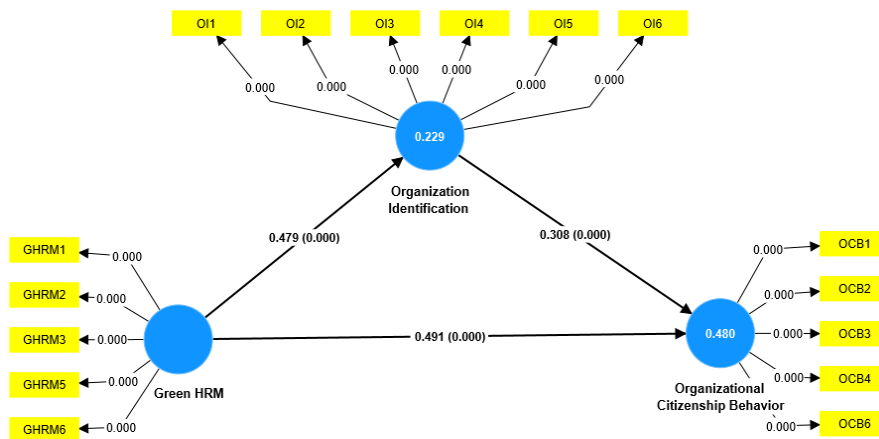 OI1 OI2 OI3 OI4 OI5 OI6
0.000 0.000 0.000 0.000 0.000 0.000
0.229
Organization
Identification
0.479 (0.000)
0.308 (0.000)
GHRM1 0.000
GHRM2 0.000
GHRM3 0.000
GHRM5 0.000
GHRM6 0.000
Green HRM
0.491 (0.000)
0.480
Organizational
Citizenship Behavior
0.000 OCB1
0.000 OCB2
0.000 OCB3
0.000 OCB4
0.000 OCB6